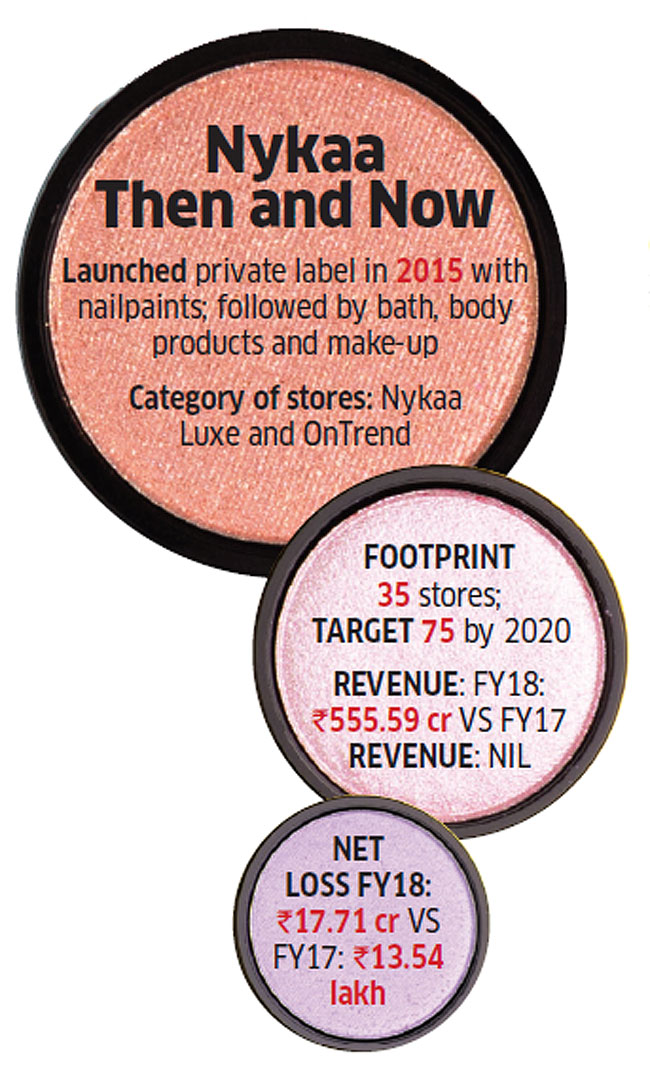 Nykaa
Then and Now
Launched private label in 2015 with
nailpaints; followed by bath, body
products and make-up
Category of stores: Nykaa
Luxe and OnTrend
FOOTPRINT
35 stores;
TARGET 75 by 2020
REVENUE: FY18:
₹555.59 cr VS FY17
REVENUE: NIL
NET
LOSS FY18:
₹17.71 cr VS
FY17: ₹13.54
lakh